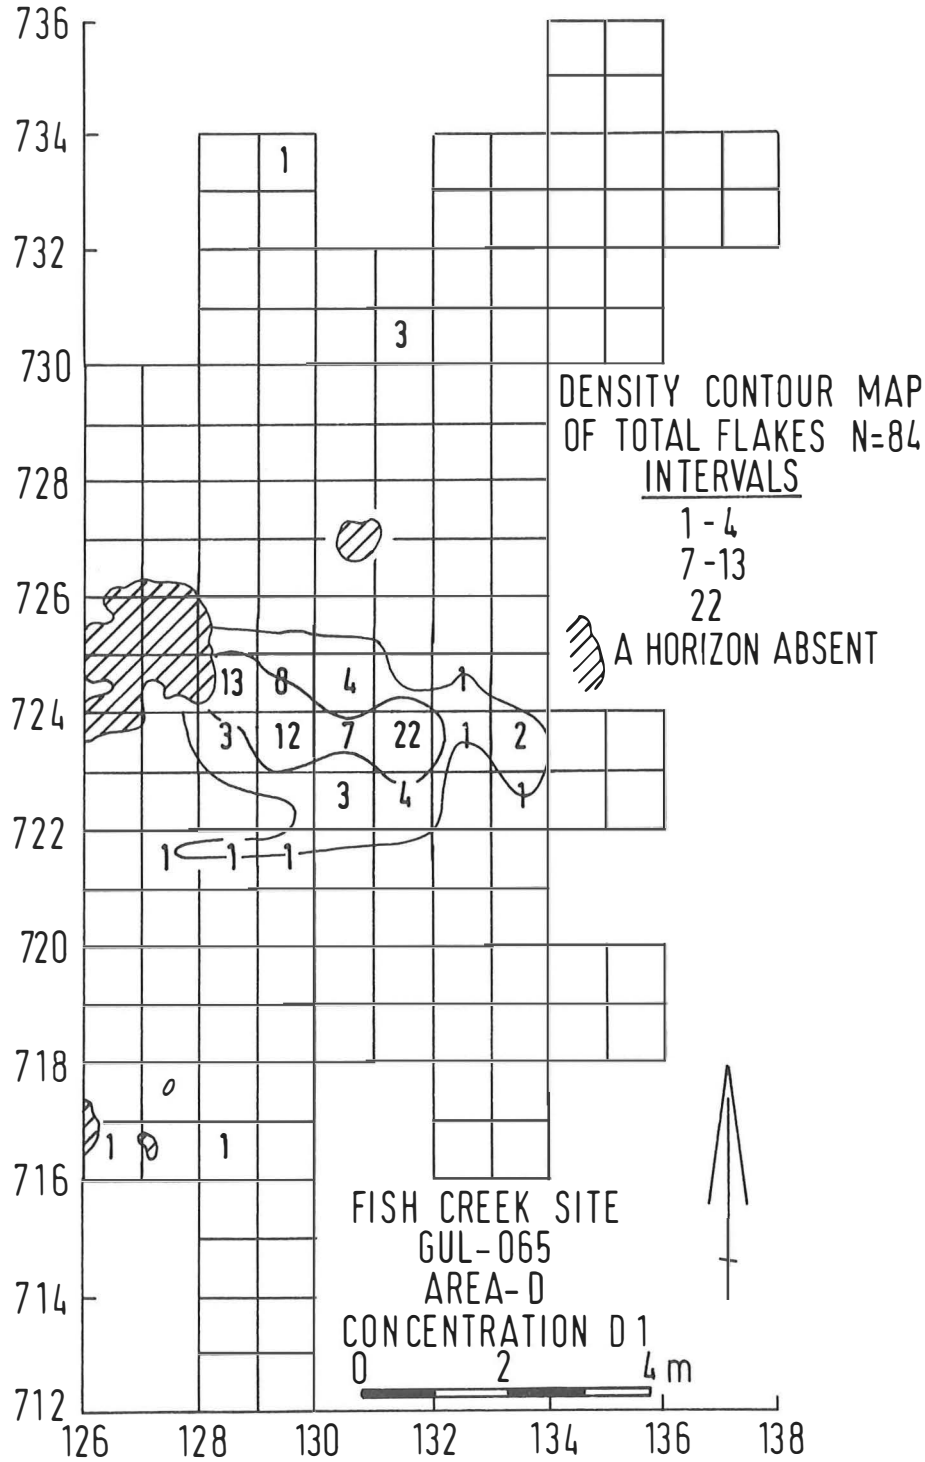 736
734
1
732
3
730
DENSITY CONTOUR MAP
OF TOTAL FLAKES N=84
INTERVALS
1-4
7-13
22
A HORIZON ABSENT
728
726
13 8 4 1
724
3 12 7 22 1 2
3 4 1
722
1 1 1
720
718
1 1
716
FISH CREEK SITE
GUL-065
AREA-D
CONCENTRATION D1
0 2 4 m
714
712
126 128 130 132 134 136 138